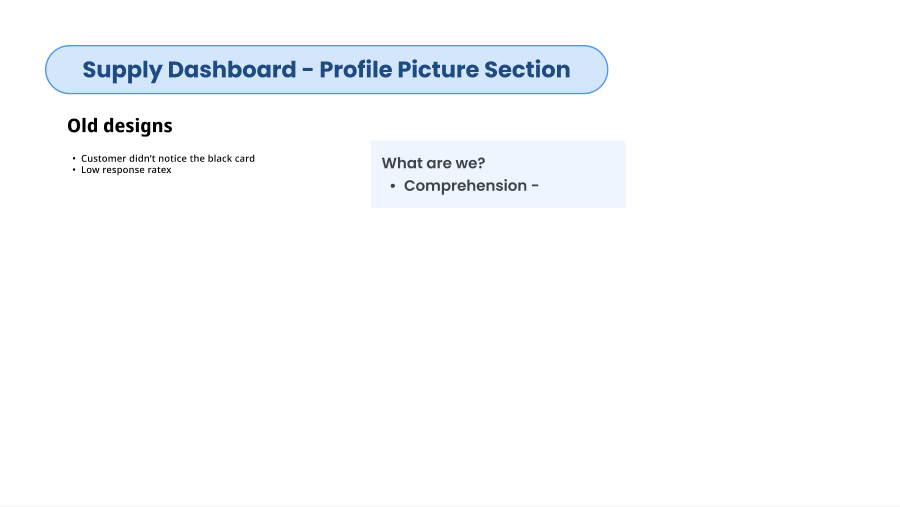 Supply Dashboard - Profile Picture Section
Old designs
• Customer didn't notice the black card
• Low response ratex
What are we?
• Comprehension -